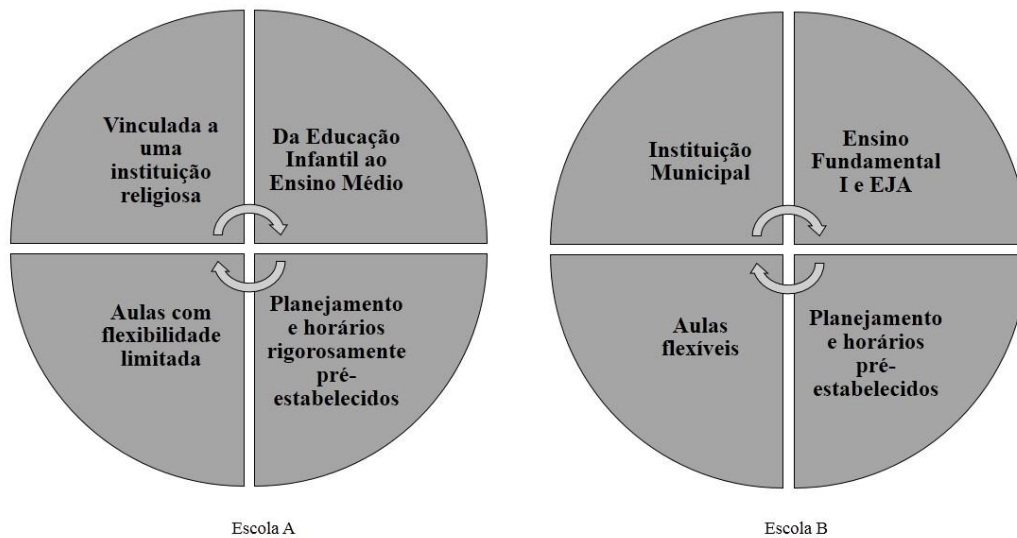 Vinculada a
uma
instituição
religiosa
Da Educação
Infantil ao
Ensino Médio
Aulas com
flexibilidade
limitada
Planejamento
e horários
rigorosamente
pré-
estabelecidos
Escola A
Instituição
Municipal
Ensino
Fundamental
I e EJA
Aulas
flexíveis
Planejamento
e horários
pré-
estabelecidos
Escola B